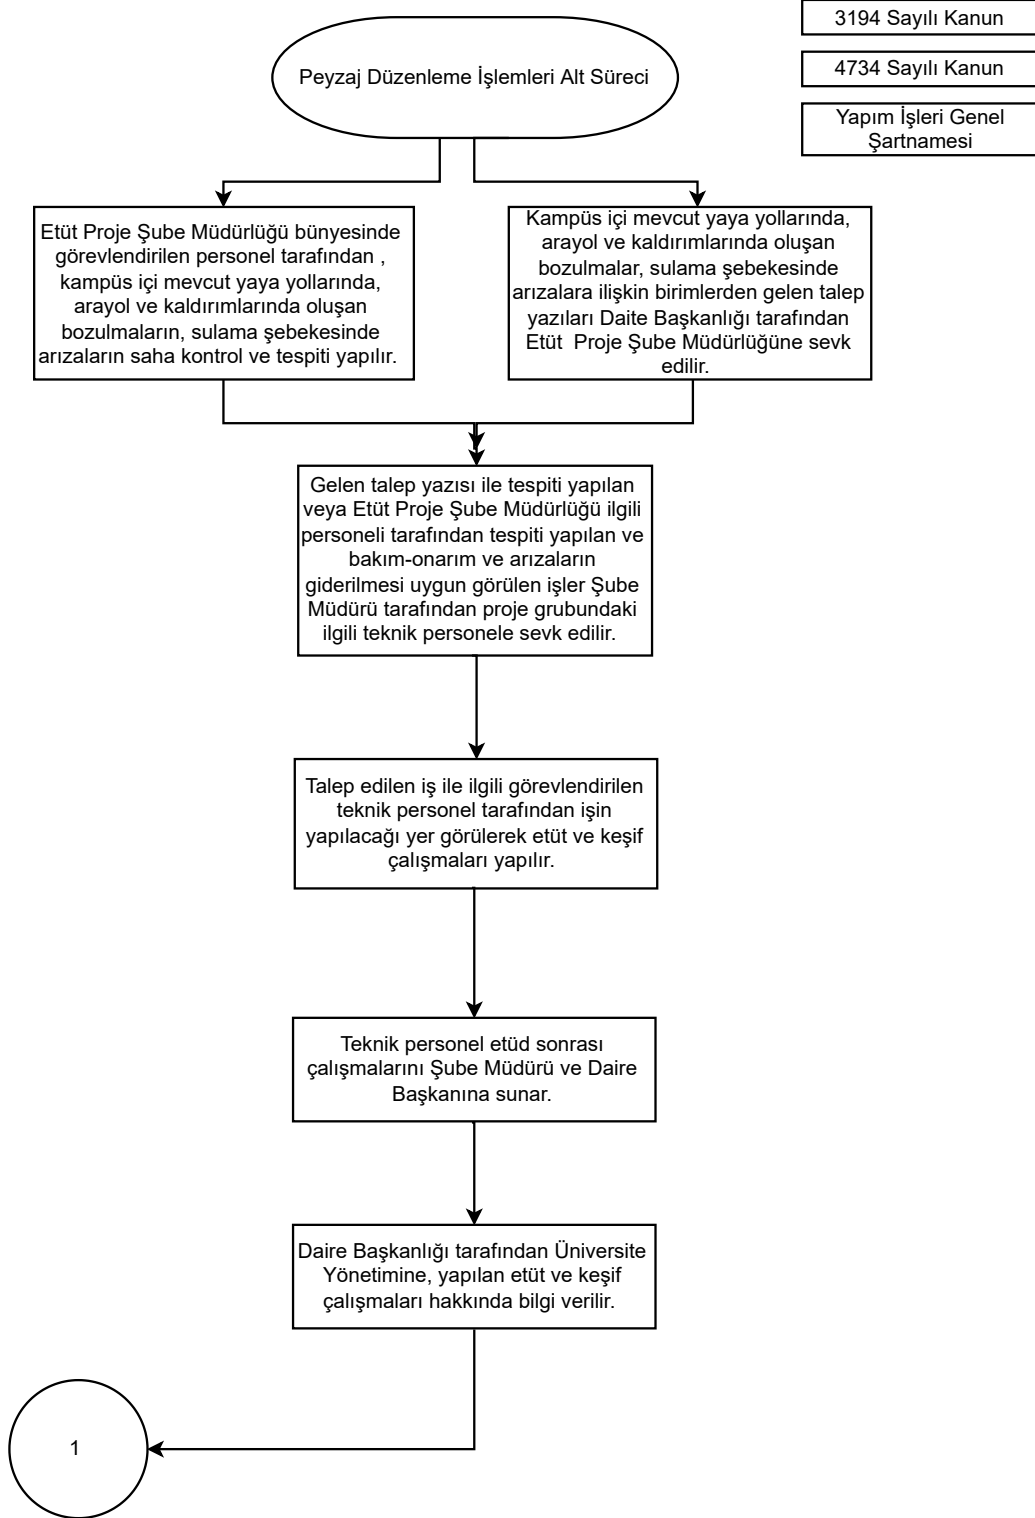 3194 Sayılı Kanun
4734 Sayılı Kanun
Yapım İşleri Genel
Şartnamesi
Peyzaj Düzenleme İşlemleri Alt Süreci
Etüt Proje Şube Müdürlüğü bünyesinde
görevlendirilen personel tarafından ,
kampüs içi mevcut yaya yollarında,
arayol ve kaldırımlarında oluşan
bozulmaların, sulama şebekesinde
arızaların saha kontrol ve tespiti yapılır.
Kampüs içi mevcut yaya yollarında,
arayol ve kaldırımlarında oluşan
bozulmalar, sulama şebekesinde
arızalara ilişkin birimlerden gelen talep
yazıları Daite Başkanlığı tarafından
Etüt  Proje Şube Müdürlüğüne sevk
edilir.
Gelen talep yazısı ile tespiti yapılan
veya Etüt Proje Şube Müdürlüğü ilgili
personeli tarafından tespiti yapılan ve
bakım-onarım ve arızaların
giderilmesi uygun görülen işler Şube
Müdürü tarafından proje grubundaki
ilgili teknik personele sevk edilir.
Talep edilen iş ile ilgili görevlendirilen
teknik personel tarafından işin
yapılacağı yer görülerek etüt ve keşif
çalışmaları yapılır.
Teknik personel etüd sonrası
çalışmalarını Şube Müdürü ve Daire
Başkanına sunar.
Daire Başkanlığı tarafından Üniversite
Yönetimine, yapılan etüt ve keşif
çalışmaları hakkında bilgi verilir.
1